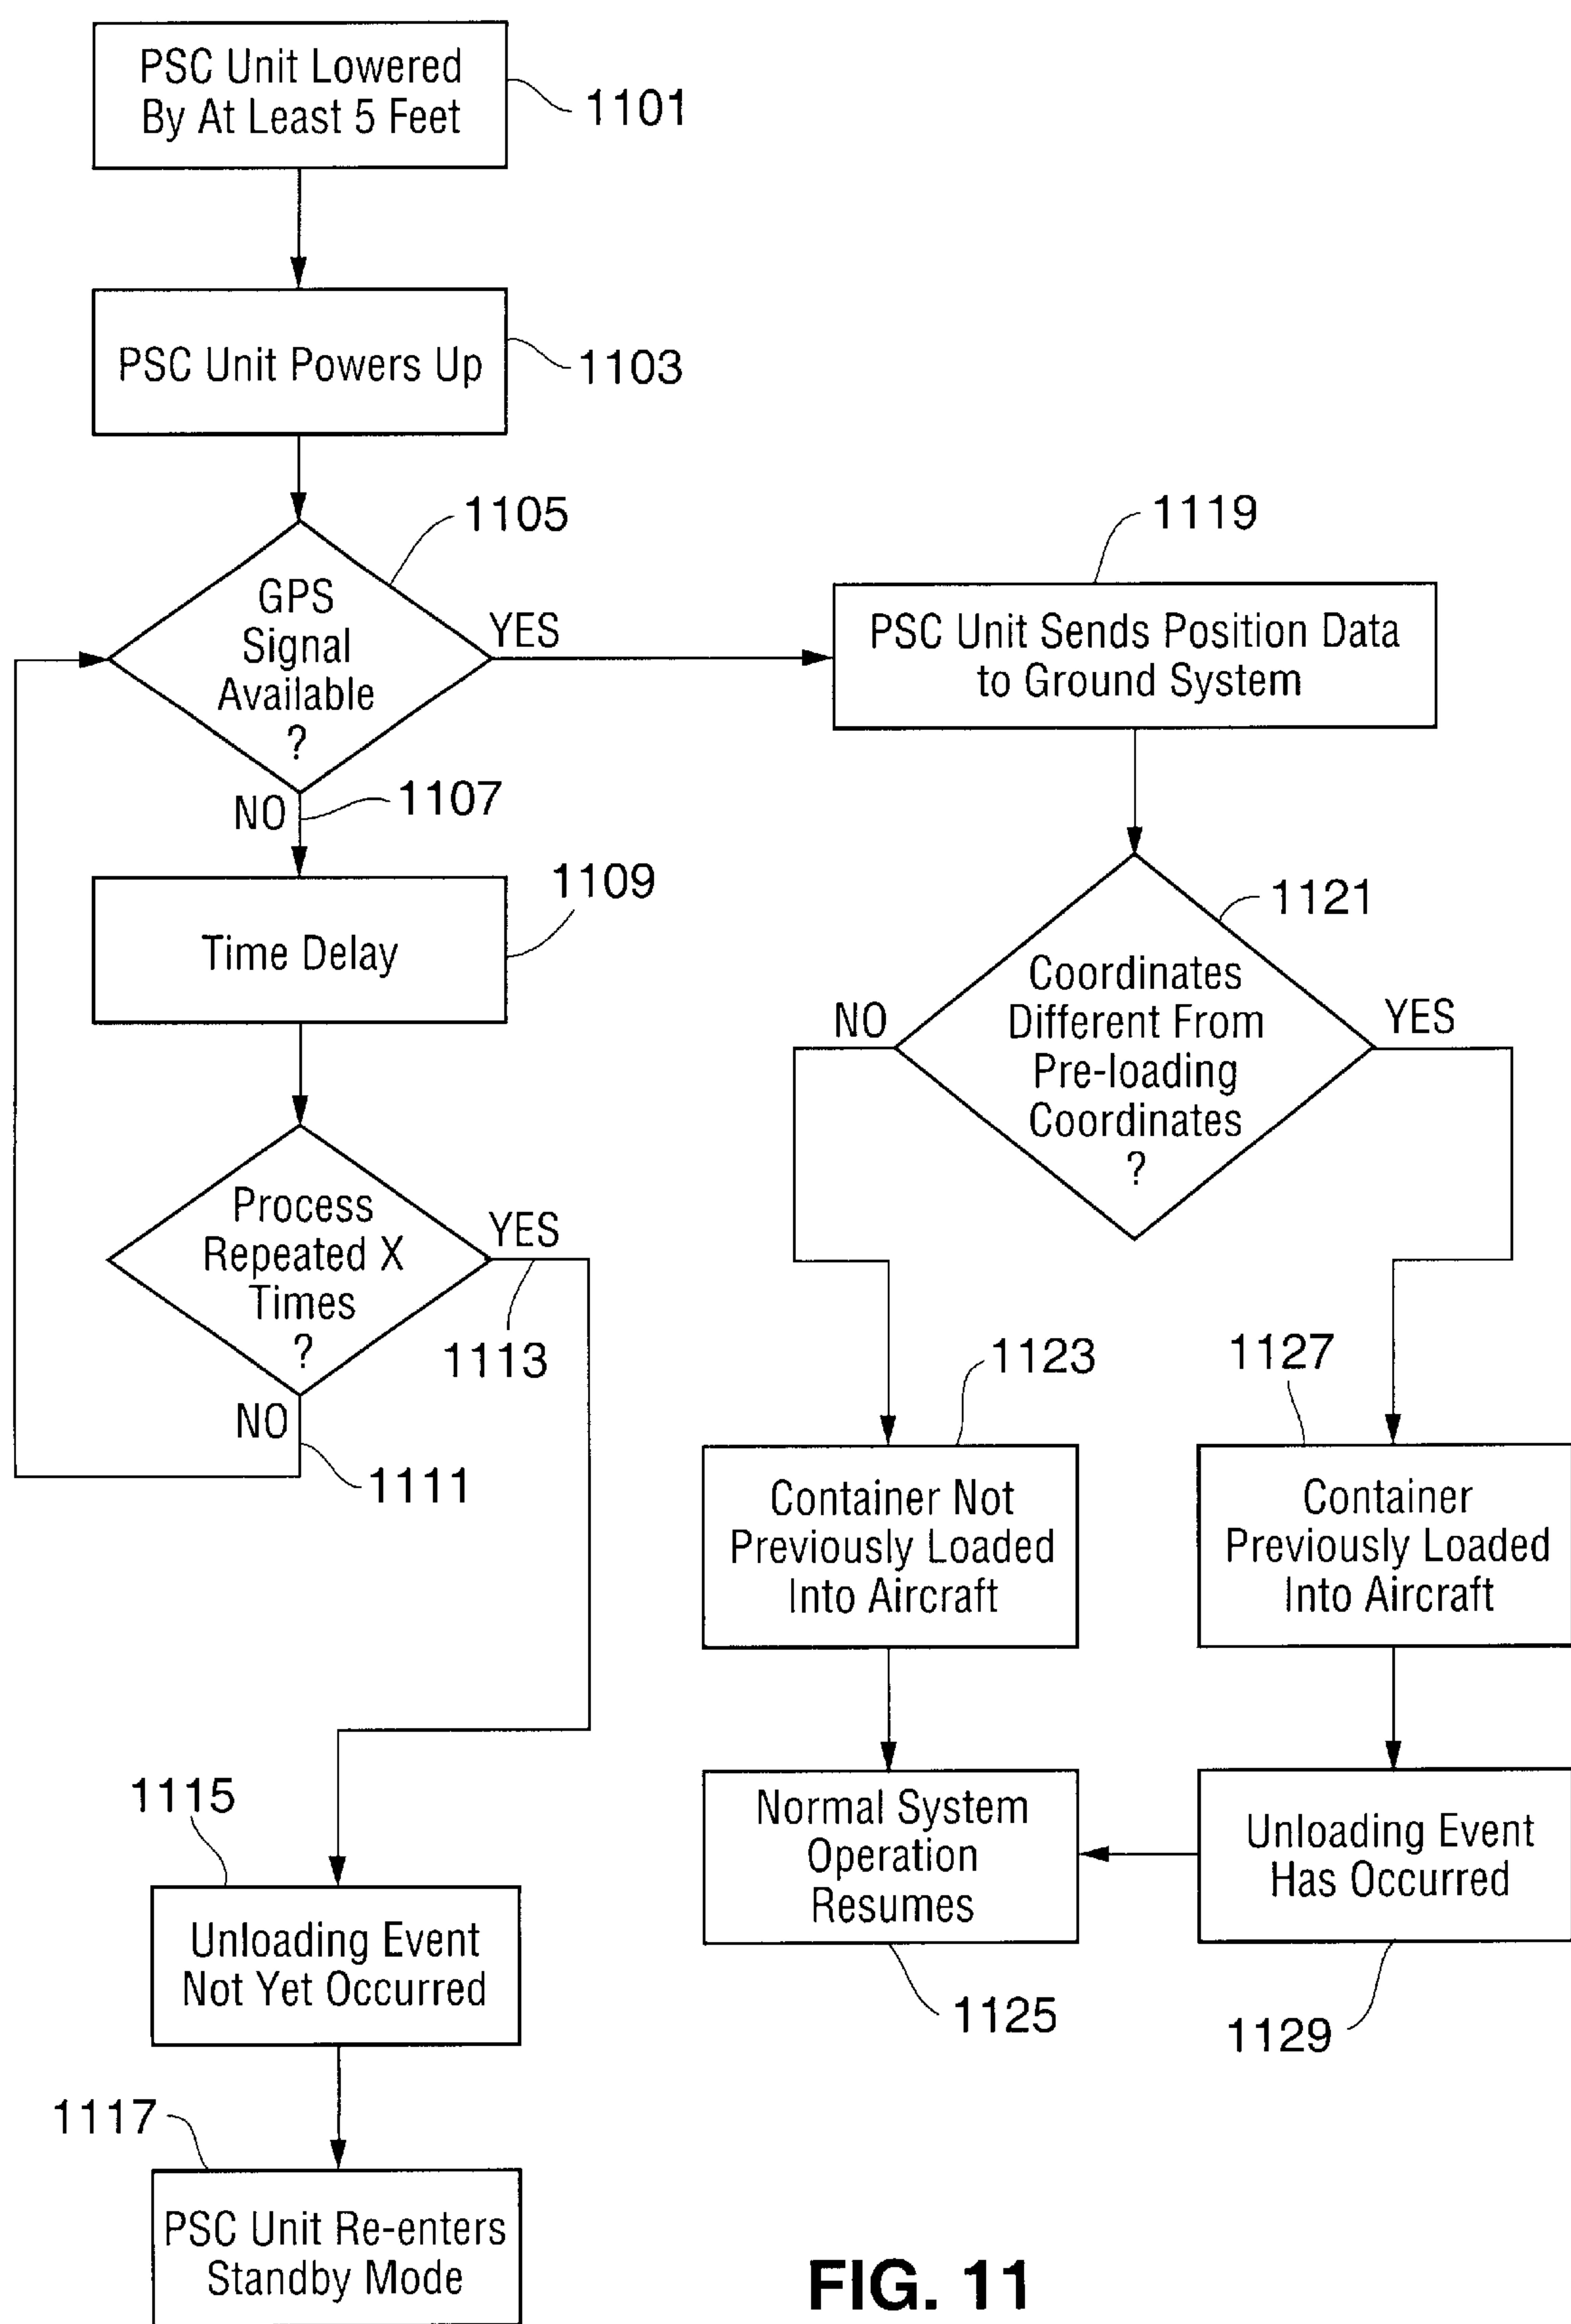 PSC Unit Lowered
By At Least 5 Feet
1101
PSC Unit Powers Up
1103
1105
GPS
Signal
Available
?
YES
NO
1107
1109
Time Delay
Process
Repeated X
Times
?
YES
1113
NO
1111
1115
Unloading Event
Not Yet Occurred
1117
PSC Unit Re-enters
Standby Mode
1119
PSC Unit Sends Position Data
to Ground System
1121
Coordinates
Different From
Pre-loading
Coordinates
?
NO
YES
1123
Container Not
Previously Loaded
Into Aircraft
1127
Container
Previously Loaded
Into Aircraft
Normal System
Operation
Resumes
1125
Unloading Event
Has Occurred
1129
FIG. 11